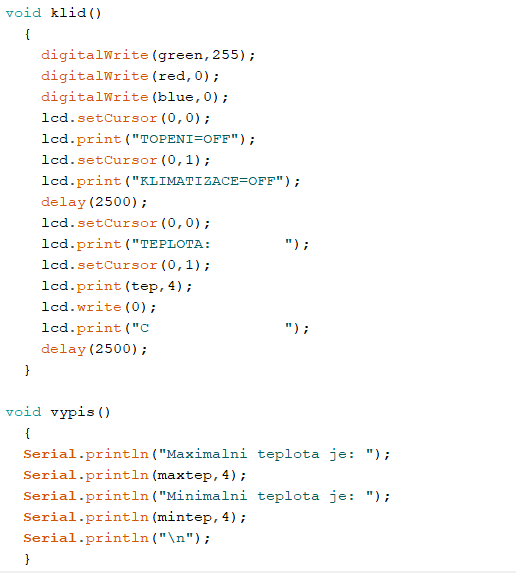 void klid()
  {
    digitalWrite(green,255);
    digitalWrite(red,0);
    digitalWrite(blue,0);
    lcd.setCursor(0,0);
    lcd.print("TOPENI=OFF");
    lcd.setCursor(0,1);
    lcd.print("KLIMATIZACE=OFF");
    delay(2500);
    lcd.setCursor(0,0);
    lcd.print("TEPLOTA:        ");
    lcd.setCursor(0,1);
    lcd.print(tep,4);
    lcd.write(0);
    lcd.print("C               ");
    delay(2500);
  }

void vypis()
  {
  Serial.println("Maximalni teplota je: ");
  Serial.println(maxtep,4);
  Serial.println("Minimalni teplota je: ");
  Serial.println(mintep,4);
  Serial.println("\n");
  }